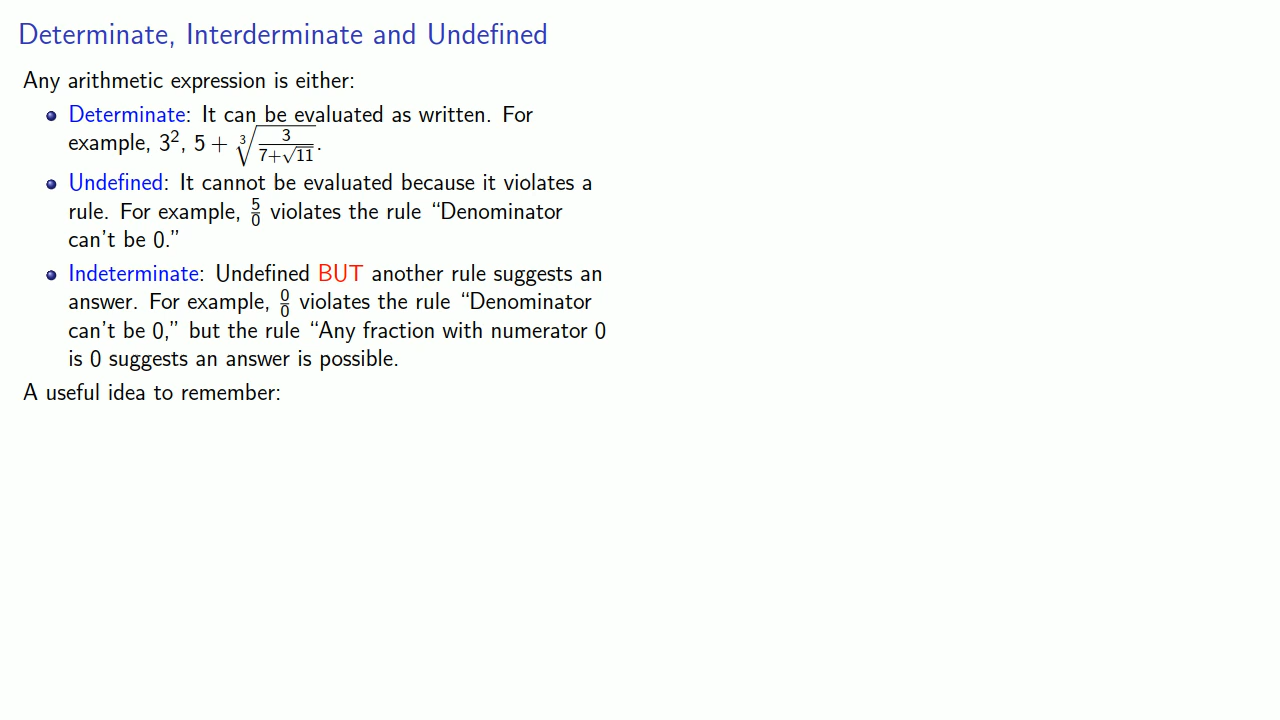 Determinate, Interderminate and Undefined
Any arithmetic expression is either:
Determinate: It can be evaluated as written. For
example, 3², 5 + ∛(3/(7+√11)).
Undefined: It cannot be evaluated because it violates a
rule. For example, 5/0 violates the rule “Denominator
can’t be 0.”
Indeterminate: Undefined BUT another rule suggests an
answer. For example, 0/0 violates the rule “Denominator
can’t be 0,” but the rule “Any fraction with numerator 0
is 0 suggests an answer is possible.
A useful idea to remember: